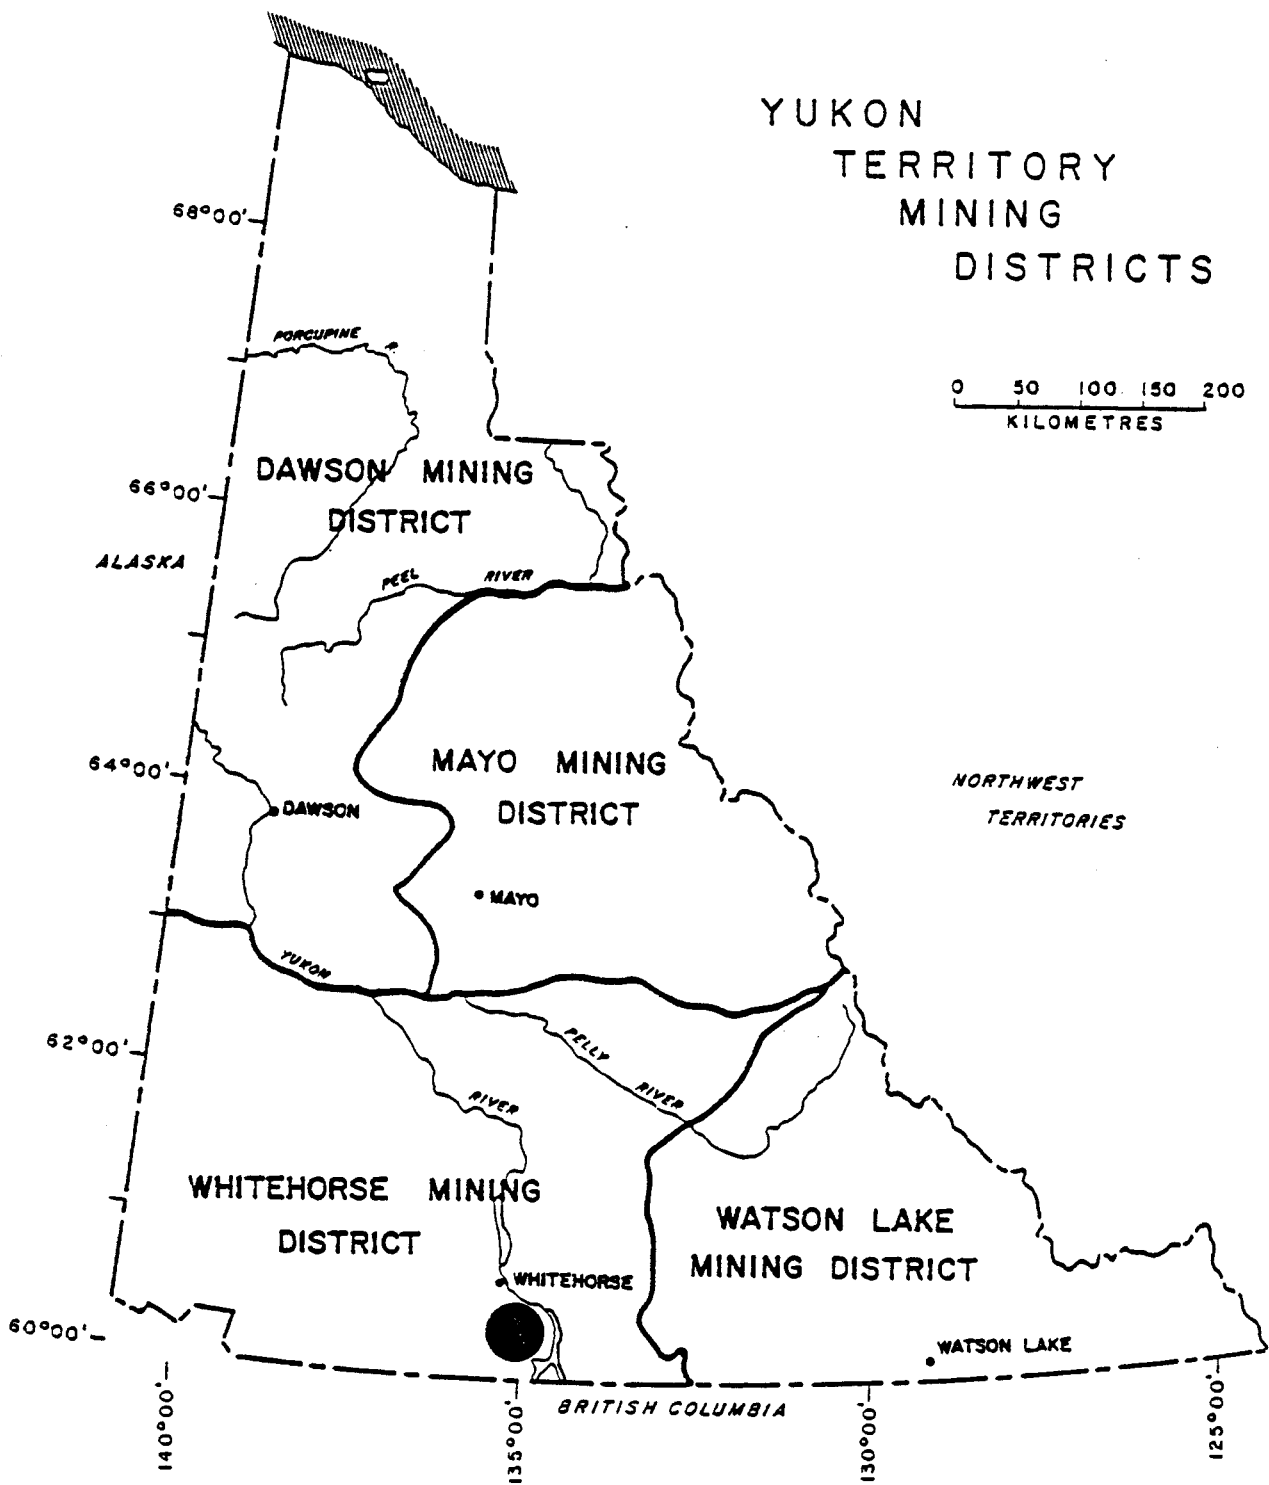 YUKON
TERRITORY
MINING
DISTRICTS
68°00'
PORCUPINE R.
0 50 100 150 200
KILOMETRES
DAWSON MINING
DISTRICT
66°00'
ALASKA
PEEL RIVER
MAYO MINING
DISTRICT
64°00'
NORTHWEST
TERRITORIES
DAWSON
MAYO
YUKON
62°00'
PELLY
RIVER
RIVER
WHITEHORSE MINING
DISTRICT
WATSON LAKE
MINING DISTRICT
WHITEHORSE
60°00'
WATSON LAKE
BRITISH COLUMBIA
140°00'
135°00'
130°00'
125°00'